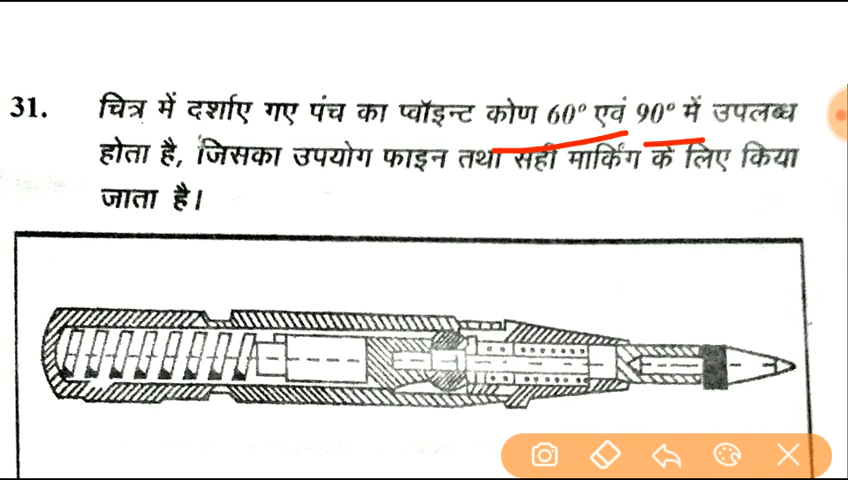 31. चित्र में दर्शाए गए पंच का प्वॉइन्ट कोण 60° एवं 90° में उपलब्ध
होता है, जिसका उपयोग फाइन तथा सही मार्किंग के लिए किया
जाता है।